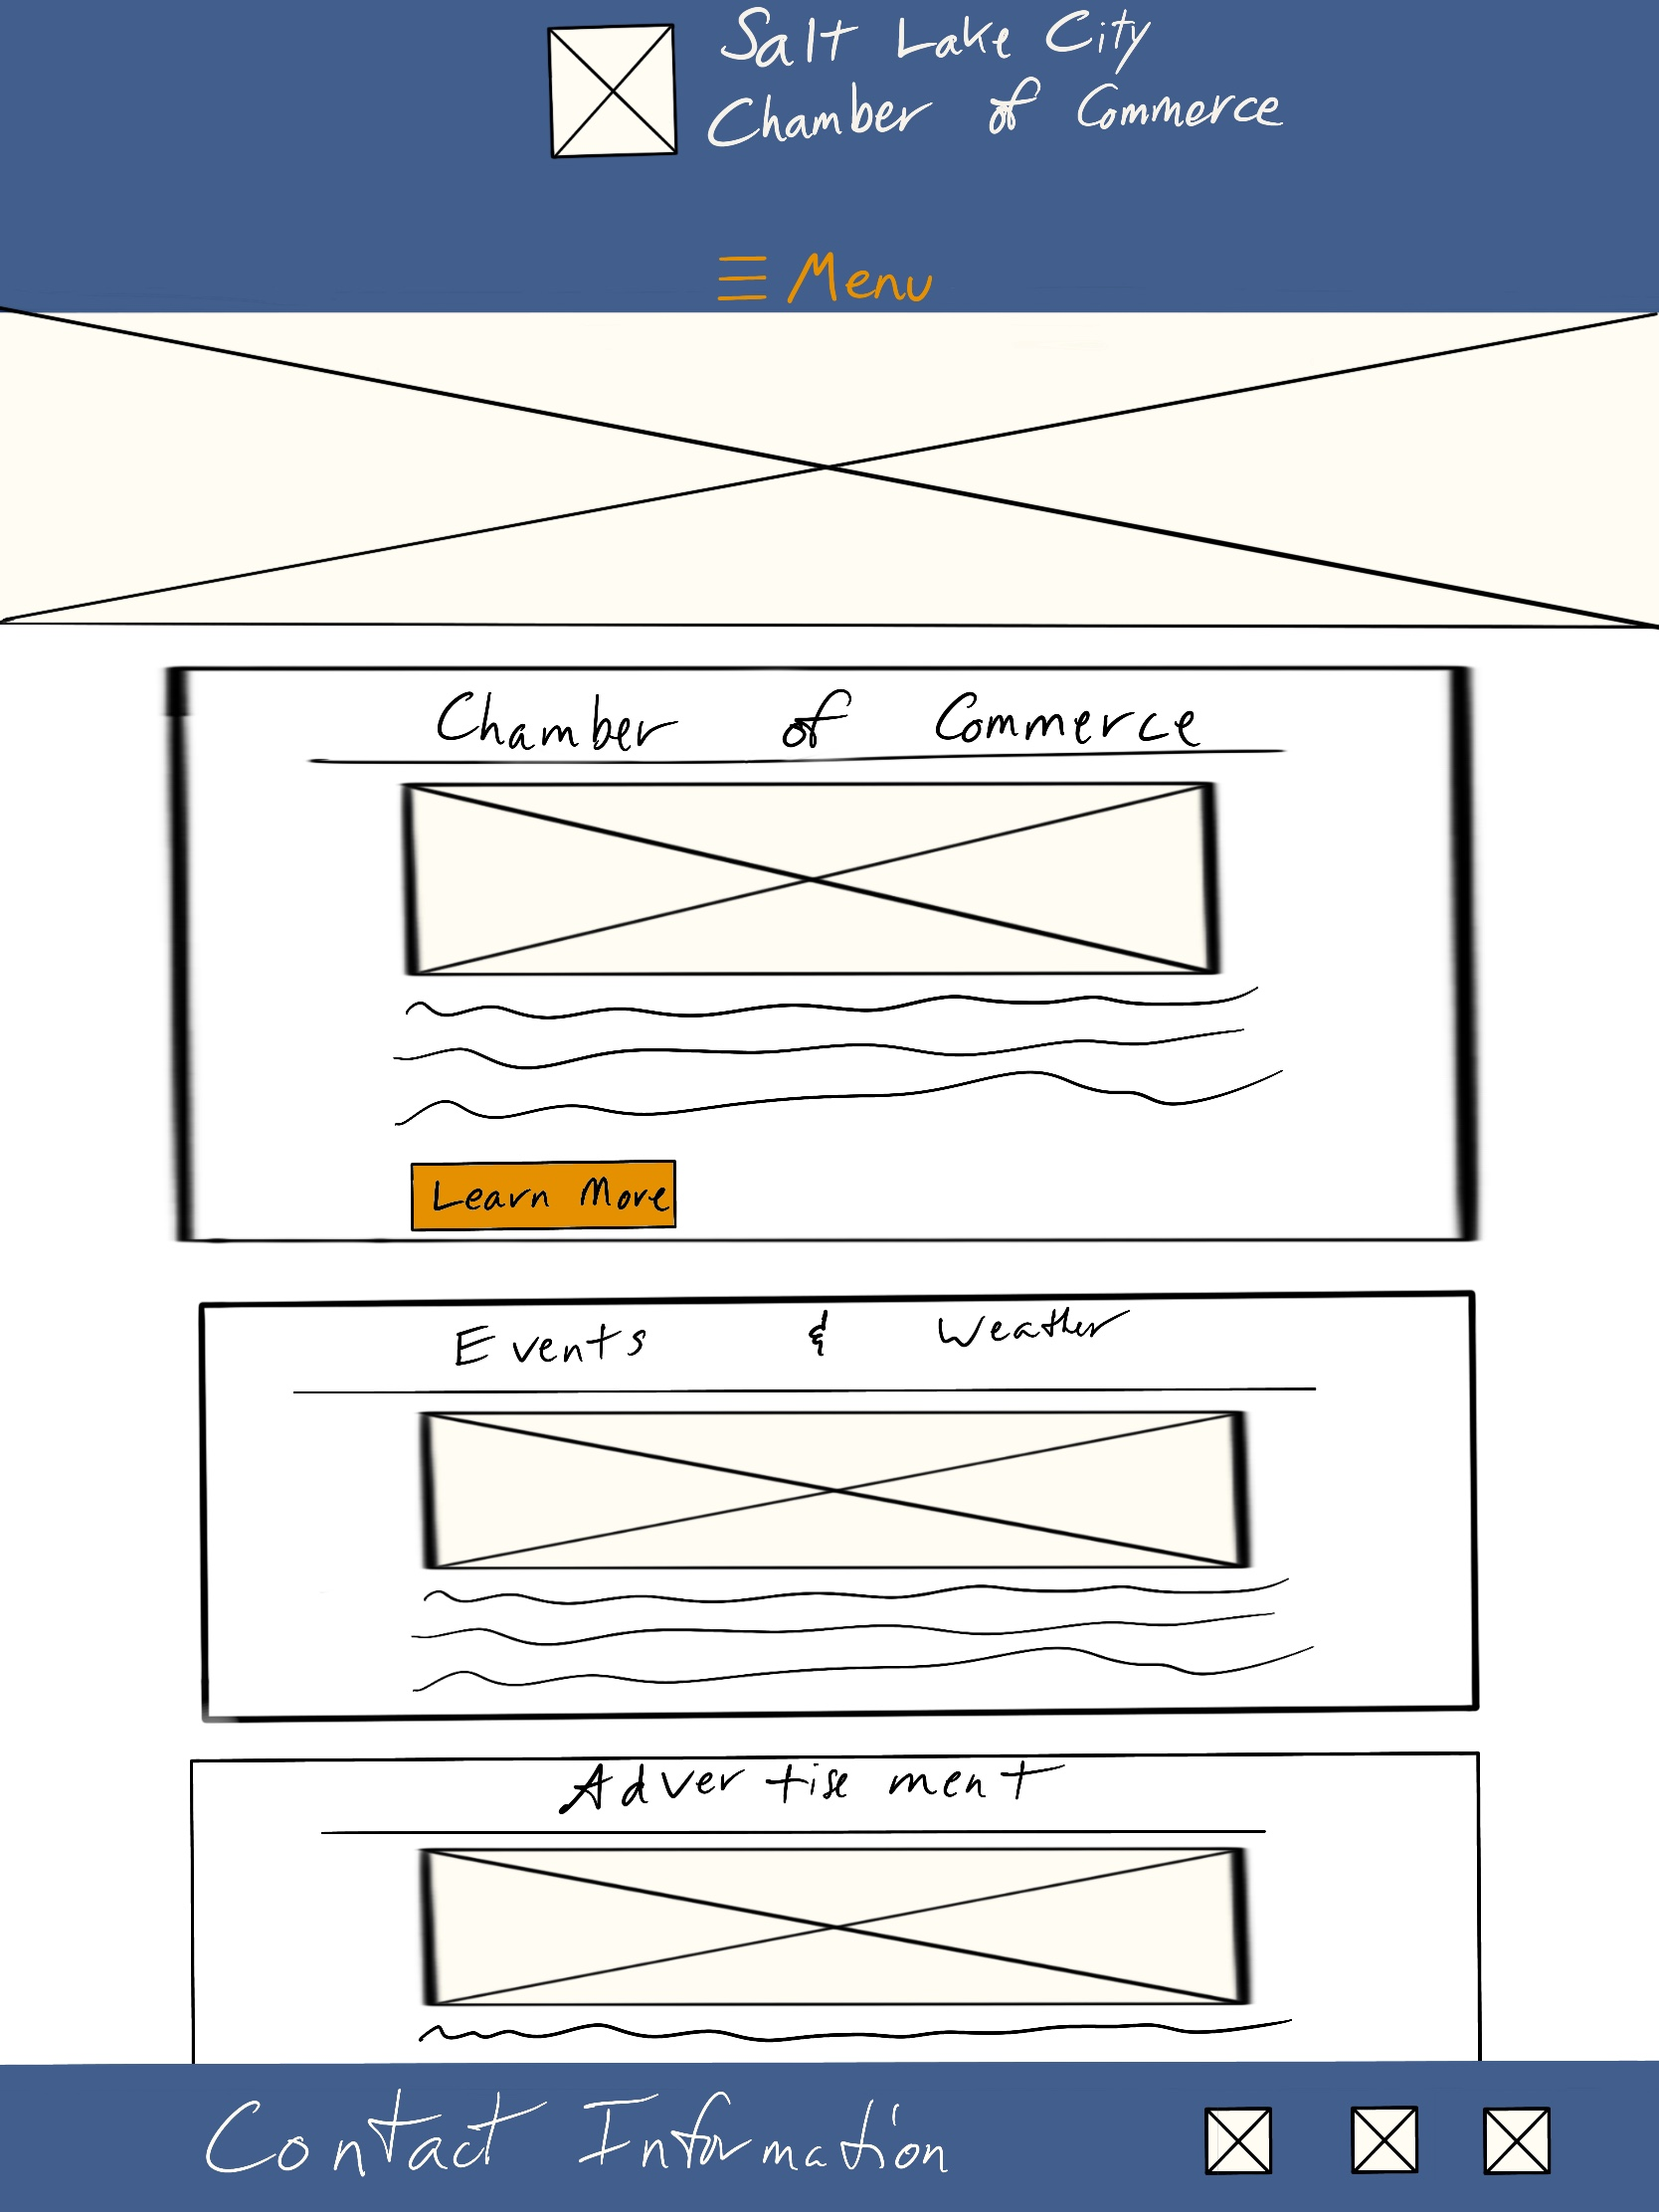 Salt Lake City
Chamber of Commerce
Menu
Chamber of Commerce
Learn More
Events & Weather
Advertisement
Contact Information